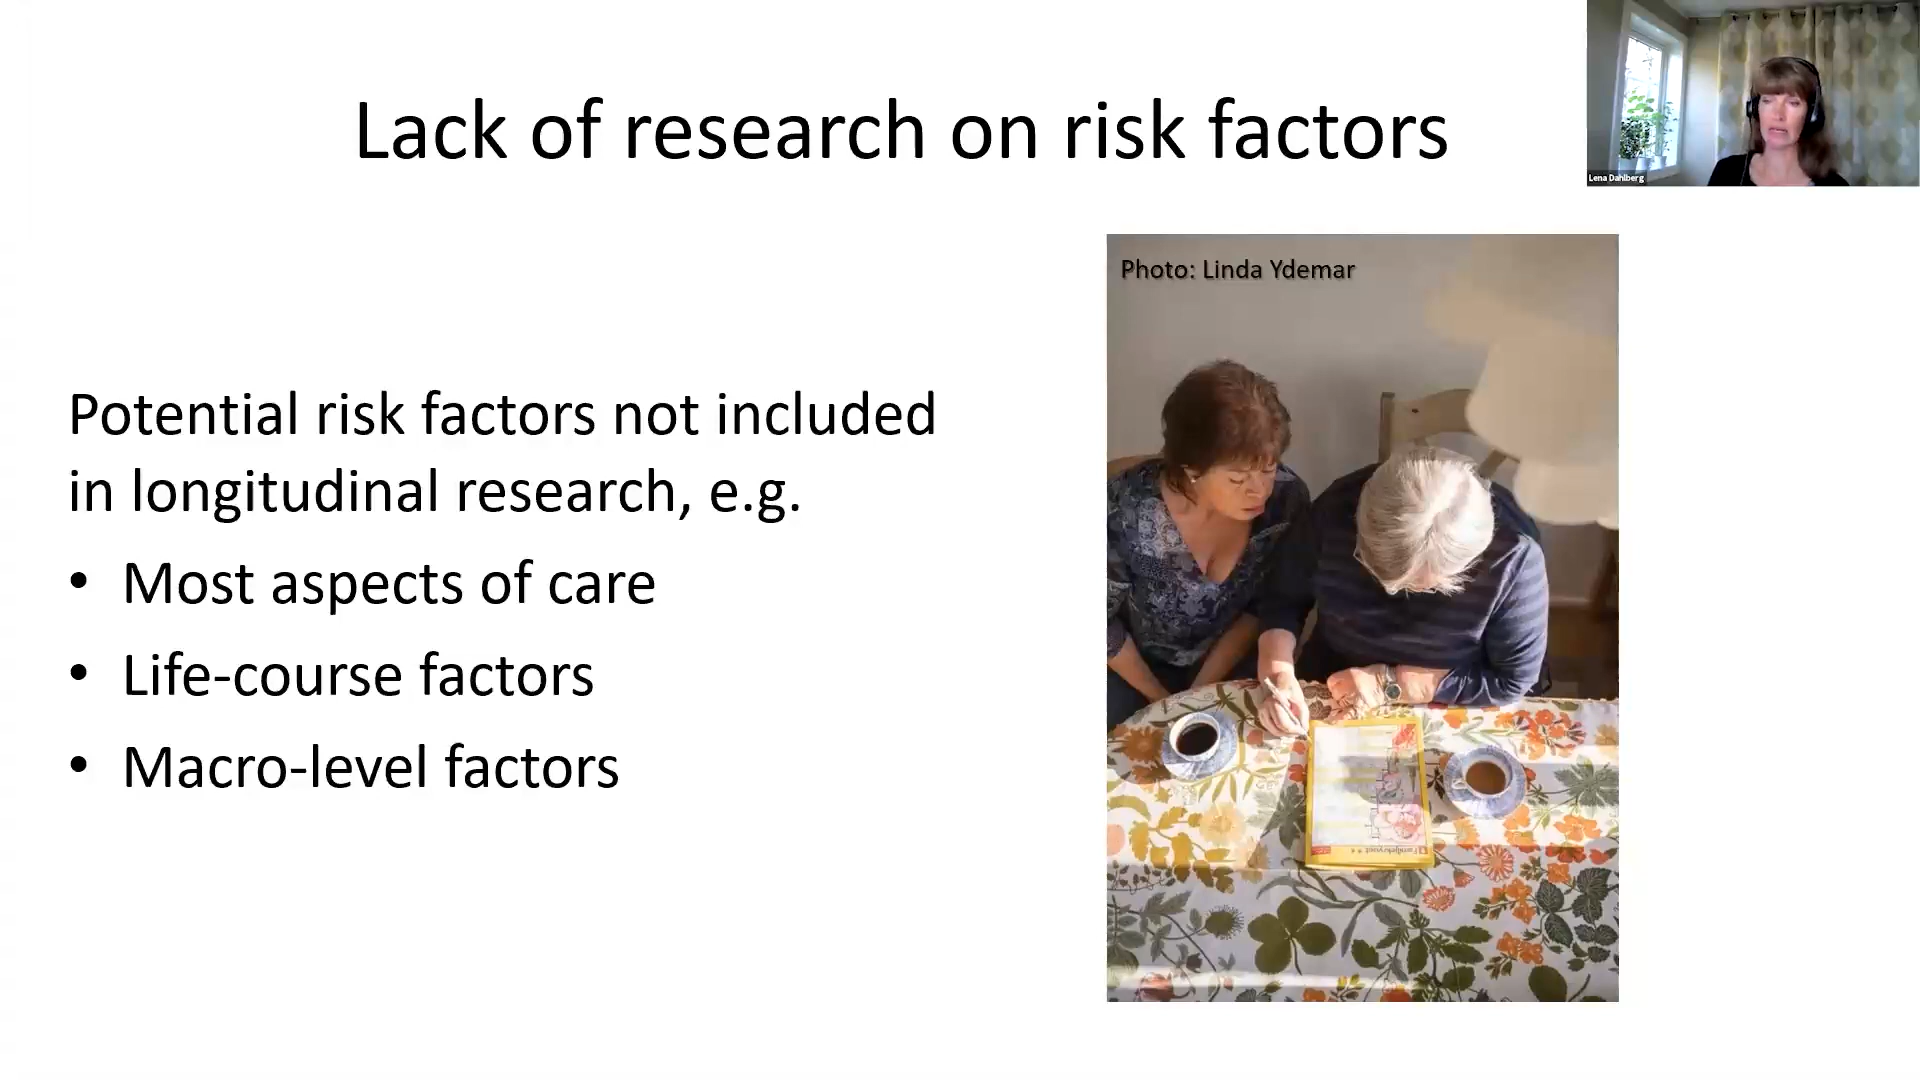 Lack of research on risk factors
Lena Dahlberg
Photo: Linda Ydemar
Potential risk factors not included
in longitudinal research, e.g.
• Most aspects of care
• Life-course factors
• Macro-level factors